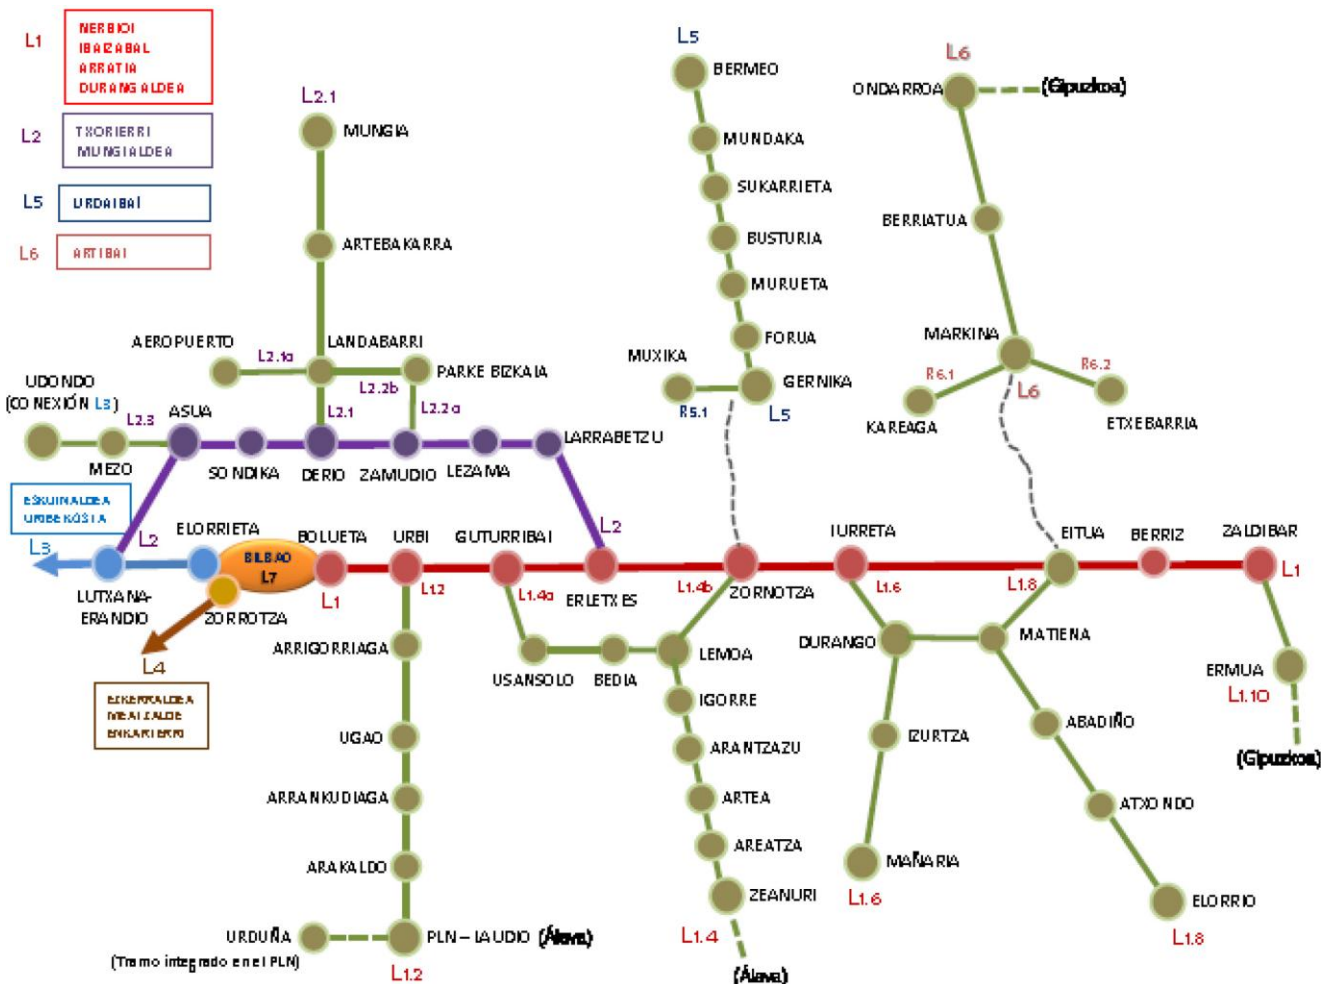 L1
NERBIOI
IBAIZABAL
ARRATIA
DURANGALDEA
L2
TXORIERRI
MUNGIALDEA
L5
URDAIBAI
L6
ARTIBAI
L2.1
MUNGIA
ARTEBAKARRA
AEROPUERTO
LANDABARRI
L2.1a
L2.2b
PARKE BIZKAIA
UDONDO
(CONEXIÓN L3)
L2.3
ASUA
L2.1
L2.2a
MEZO
SONDIKA
DERIO
ZAMUDIO
LEZAMA
LARRABETZU
L5
BERMEO
MUNDAKA
SUKARRIETA
BUSTURIA
MURUETA
FORUA
MUXIKA
GERNIKA
R5.1
L5
L6
ONDARROA
(Gipuzkoa)
BERRIATUA
MARKINA
R6.1
R6.2
L6
KAREAGA
ETXEBARRIA
ESKUINALDEA
URIBE KOSTA
L3
L2
ELORRIETA
BILBAO
L7
BOLUETA
URBI
GUTURRIBAI
L2
IURRETA
EITUA
BERRIZ
ZALDIBAR
LUTXANA-
ERANDIO
ZORROTZA
L1
L1.2
L1.4a
ERLETXES
L1.4b
ZORNOTZA
L1.6
L1.8
L1
L4
EZKERRALDEA
MEATZALDE
ENKARTERRI
ARRIGORRIAGA
UGAO
ARRANKUDIAGA
ARAKALDO
URDUÑA
(Tramo integrado en el PLN)
PLN – LAUDIO (Álava)
L1.2
USANSOLO
BEDIA
LEMOA
IGORRE
ARANTZAZU
ARTEA
AREATZA
ZEANURI
L1.4
(Álava)
DURANGO
MATIENA
IZURTZA
MAÑARIA
L1.6
ABADIÑO
ATXONDO
ELORRIO
L1.8
ERMUA
L1.10
(Gipuzkoa)